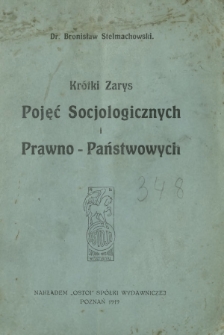 Dr. Bronisław Stelmachowski.
Krótki Zarys
Pojęć Socjologicznych
i
Prawno - Państwowych
348
NAKŁADEM „OSTOI” SPÓŁKI WYDAWNICZEJ
POZNAŃ 1919